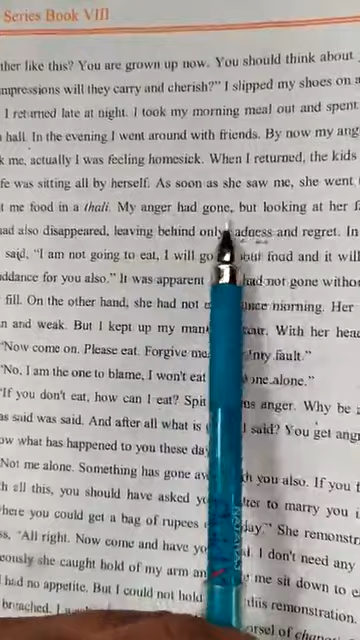 Series Book VIII
ther like this? You are grown up now. You should think about
mpressions will they carry and cherish?" I slipped my shoes on a
I returned late at night. I took my morning meal out and spent
hall. In the evening I went around with friends. By now my ang
k me, actually I was feeling homesick. When I returned, the kids
fe was sitting all by herself. As soon as she saw me, she went
t me food in a thali. My anger had gone, but looking at her f
ad also disappeared, leaving behind only sadness and regret. In
said, "I am not going to eat, I will go out food and it will
ddance for you also." It was apparent had not gone witho
fill. On the other hand, she had not since morning. Her
n and weak. But I kept up my man our. With her hea
"Now come on. Please eat. Forgive me my fault."
"No, I am the one to blame, I won't eat one alone."
"If you don't eat, how can I eat? Spit s anger. Why be
as said was said. And after all what is I said? You get angr
ow what has happened to you these da
Not me alone. Something has gone h you also. If you t
h all this, you should have asked y ter to marry you i
here you could get a bag of rupees day." She remonstr
ss, "All right. Now come and have yo al. I don't need any
eously she caught hold of my arm an me sit down to e
I had no appetite. But I could not hold his remonstration.
breached. I a orsel of chap